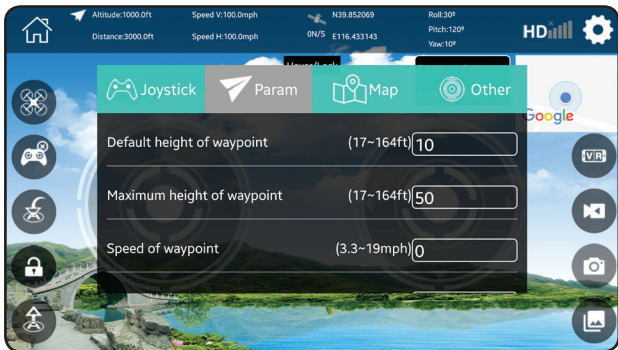 Altitude:1000.0ft Speed V:100.0mph N39.852069 Roll:30º
Distance:3000.0ft Speed H:100.0mph 0N/S E116.433143 Pitch:120º
Yaw:10º
HD
Joystick Param Map Other
Google
Default height of waypoint (17~164ft) 10
VR
Maximum height of waypoint (17~164ft) 50
Speed of waypoint (3.3~19mph) 0